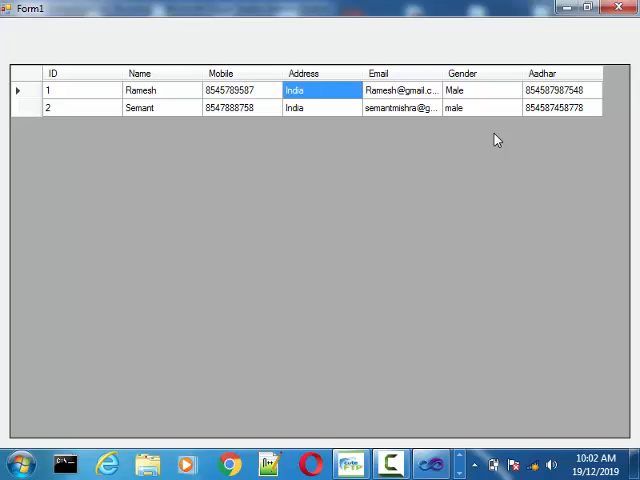 Form1
ID Name Mobile Address Email Gender Aadhar
1 Ramesh 8545789587 India Ramesh@gmail.c... Male 854587987548
2 Semant 8547888758 India semantmishra@g... male 854587458778
10:02 AM
19/12/2019